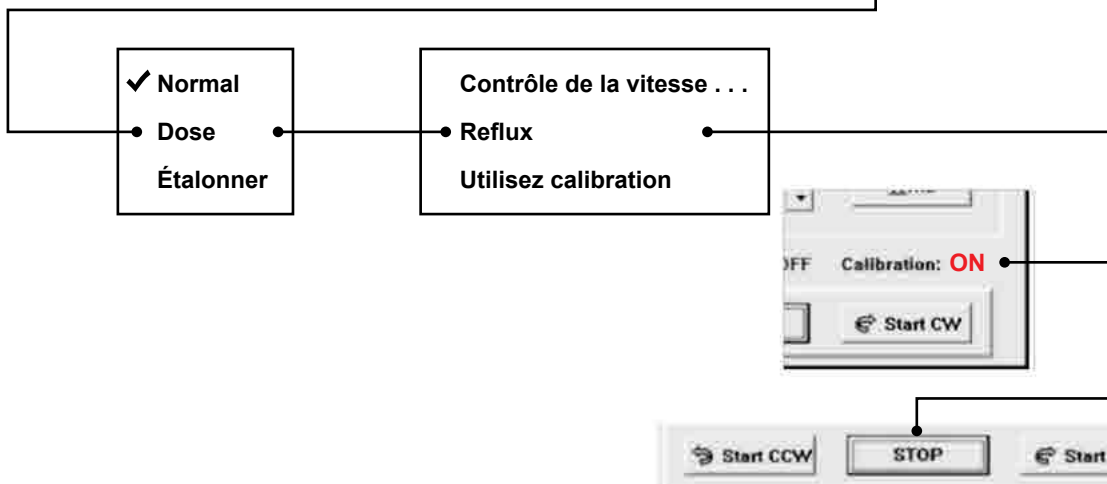 Normal
Dose
Étalonner
Contrôle de la vitesse . . .
Reflux
Utilisez calibration
Calibration: ON
Start CW
Start CCW
STOP
Start